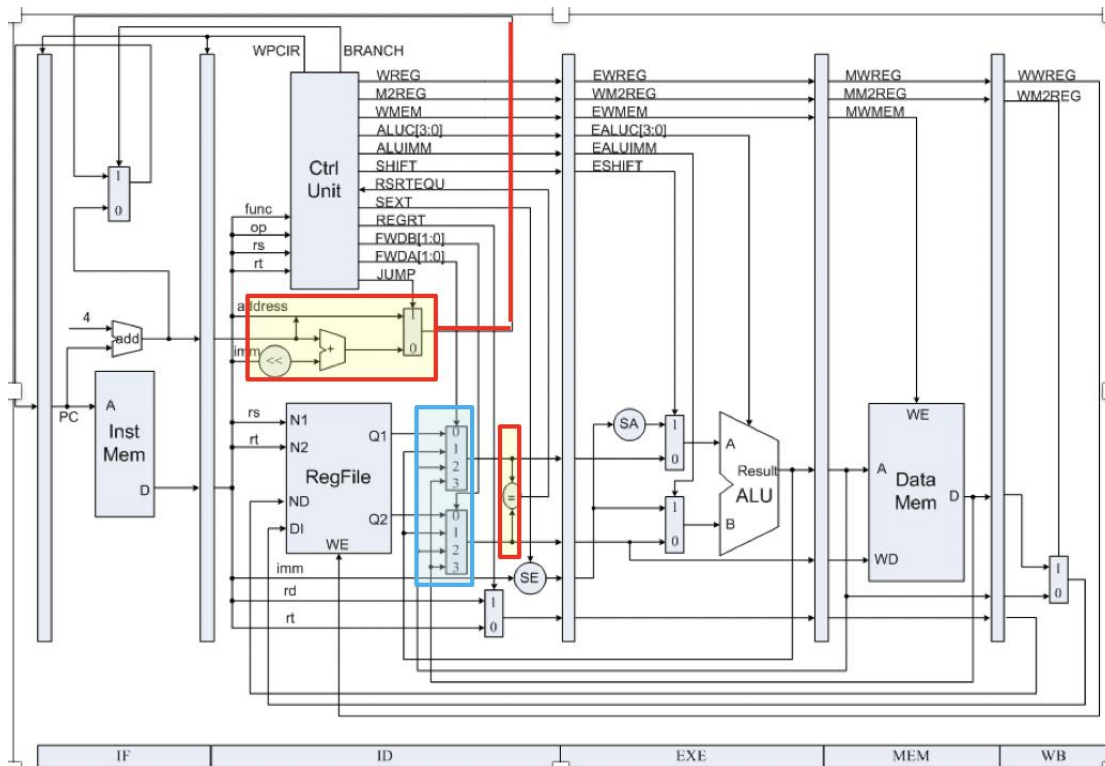 WPCIR BRANCH
WREG EWREG MWREG WWREG
M2REG WM2REG MM2REG WM2REG
WMEM EWMEM MWMEM
ALUC[3:0] EALUC[3:0]
ALUIMM EALUIMM
SHIFT ESHIFT
RSRTEQU
SEXT
REGRT
FWDB[1:0]
FWDA[1:0]
JUMP
Ctrl
Unit
func
op
rs
rt
1
0
4
add
address
imm
<<
+
1
0
PC
A
Inst
Mem
D
rs
rt
N1
N2
ND
DI
Q1
Q2
RegFile
WE
0
1
2
3
0
1
2
3
=
imm
rd
rt
SE
1
0
SA
1
0
1
0
A
B
Result
ALU
WE
A
Data
Mem
D
WD
1
0
IF ID EXE MEM WB